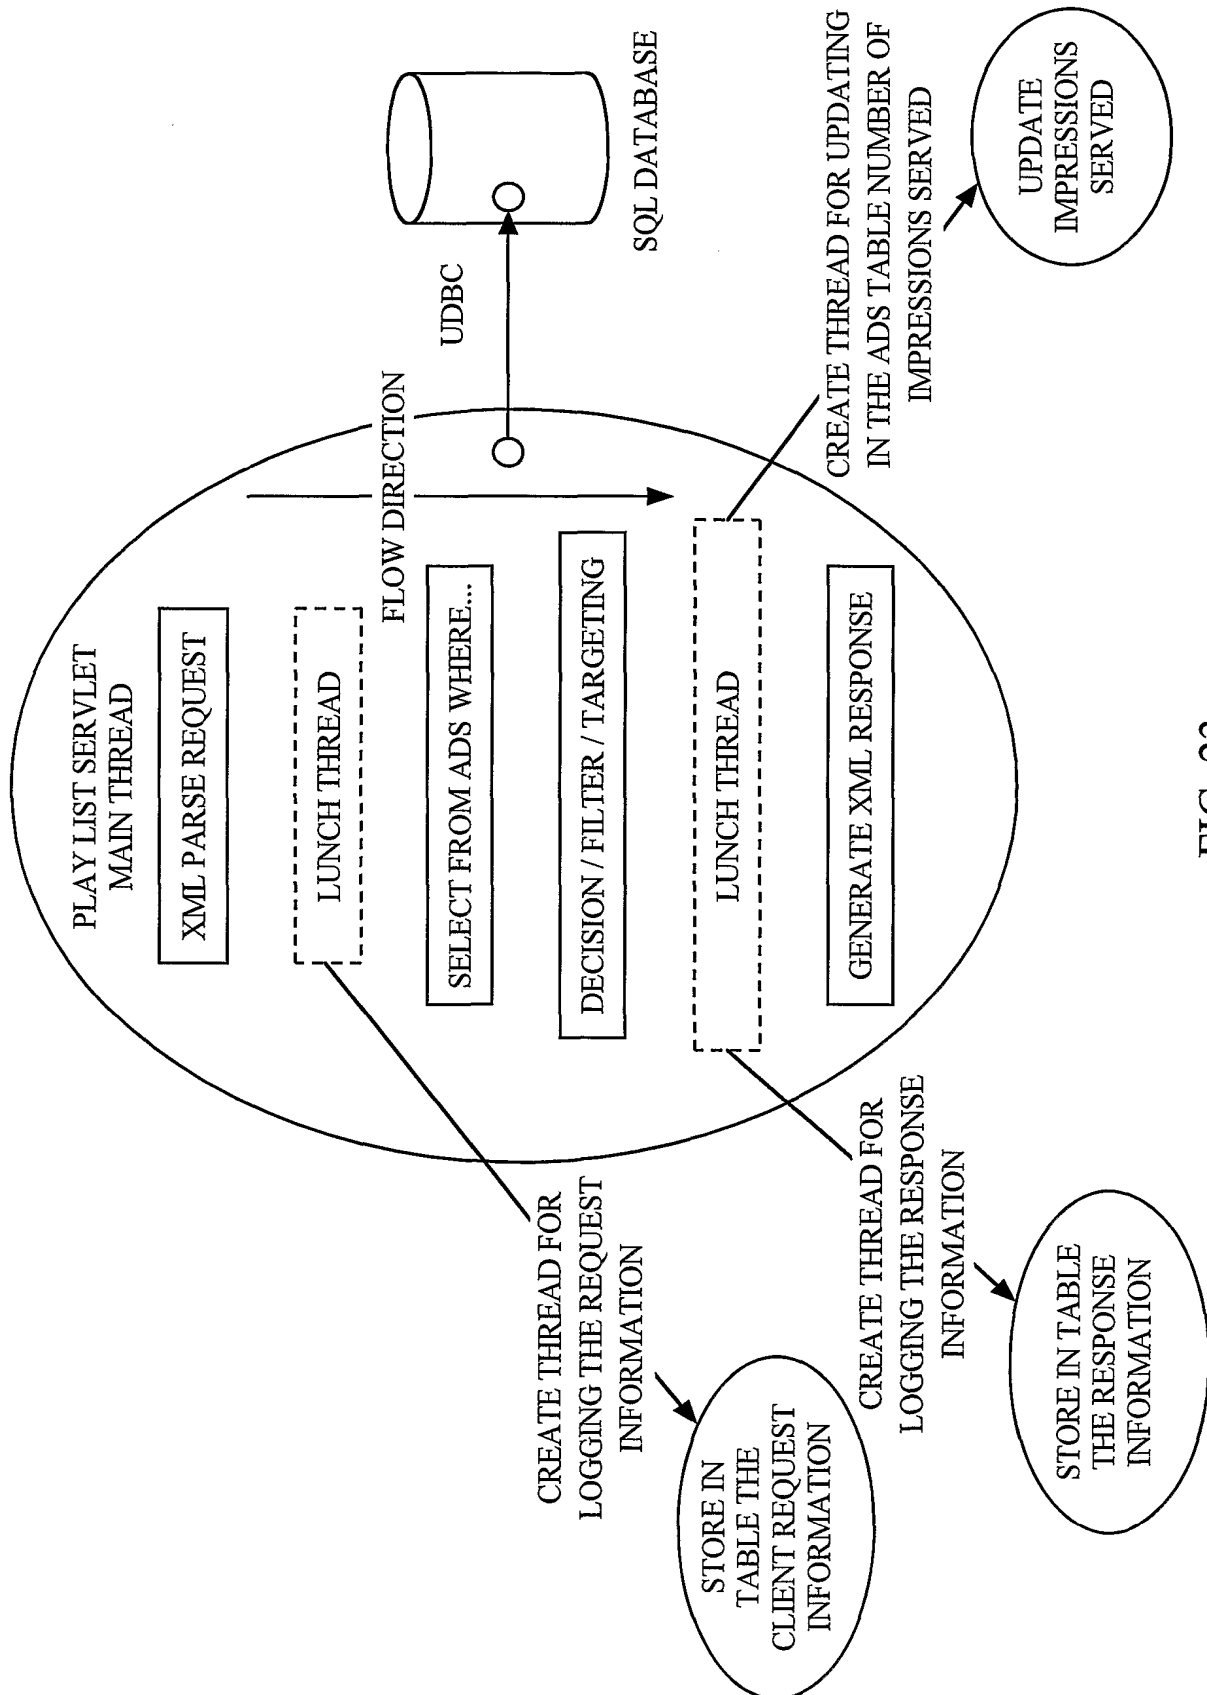 PLAY LIST SERVLET
MAIN THREAD
XML PARSE REQUEST
LUNCH THREAD
FLOW DIRECTION
SELECT FROM ADS WHERE...
DECISION / FILTER / TARGETING
LUNCH THREAD
GENERATE XML RESPONSE
UDBC
SQL DATABASE
CREATE THREAD FOR
LOGGING THE REQUEST
INFORMATION
STORE IN
TABLE THE
CLIENT REQUEST
INFORMATION
CREATE THREAD FOR
LOGGING THE RESPONSE
INFORMATION
STORE IN TABLE
THE RESPONSE
INFORMATION
CREATE THREAD FOR UPDATING
IN THE ADS TABLE NUMBER OF
IMPRESSIONS SERVED
UPDATE
IMPRESSIONS
SERVED
FIG.